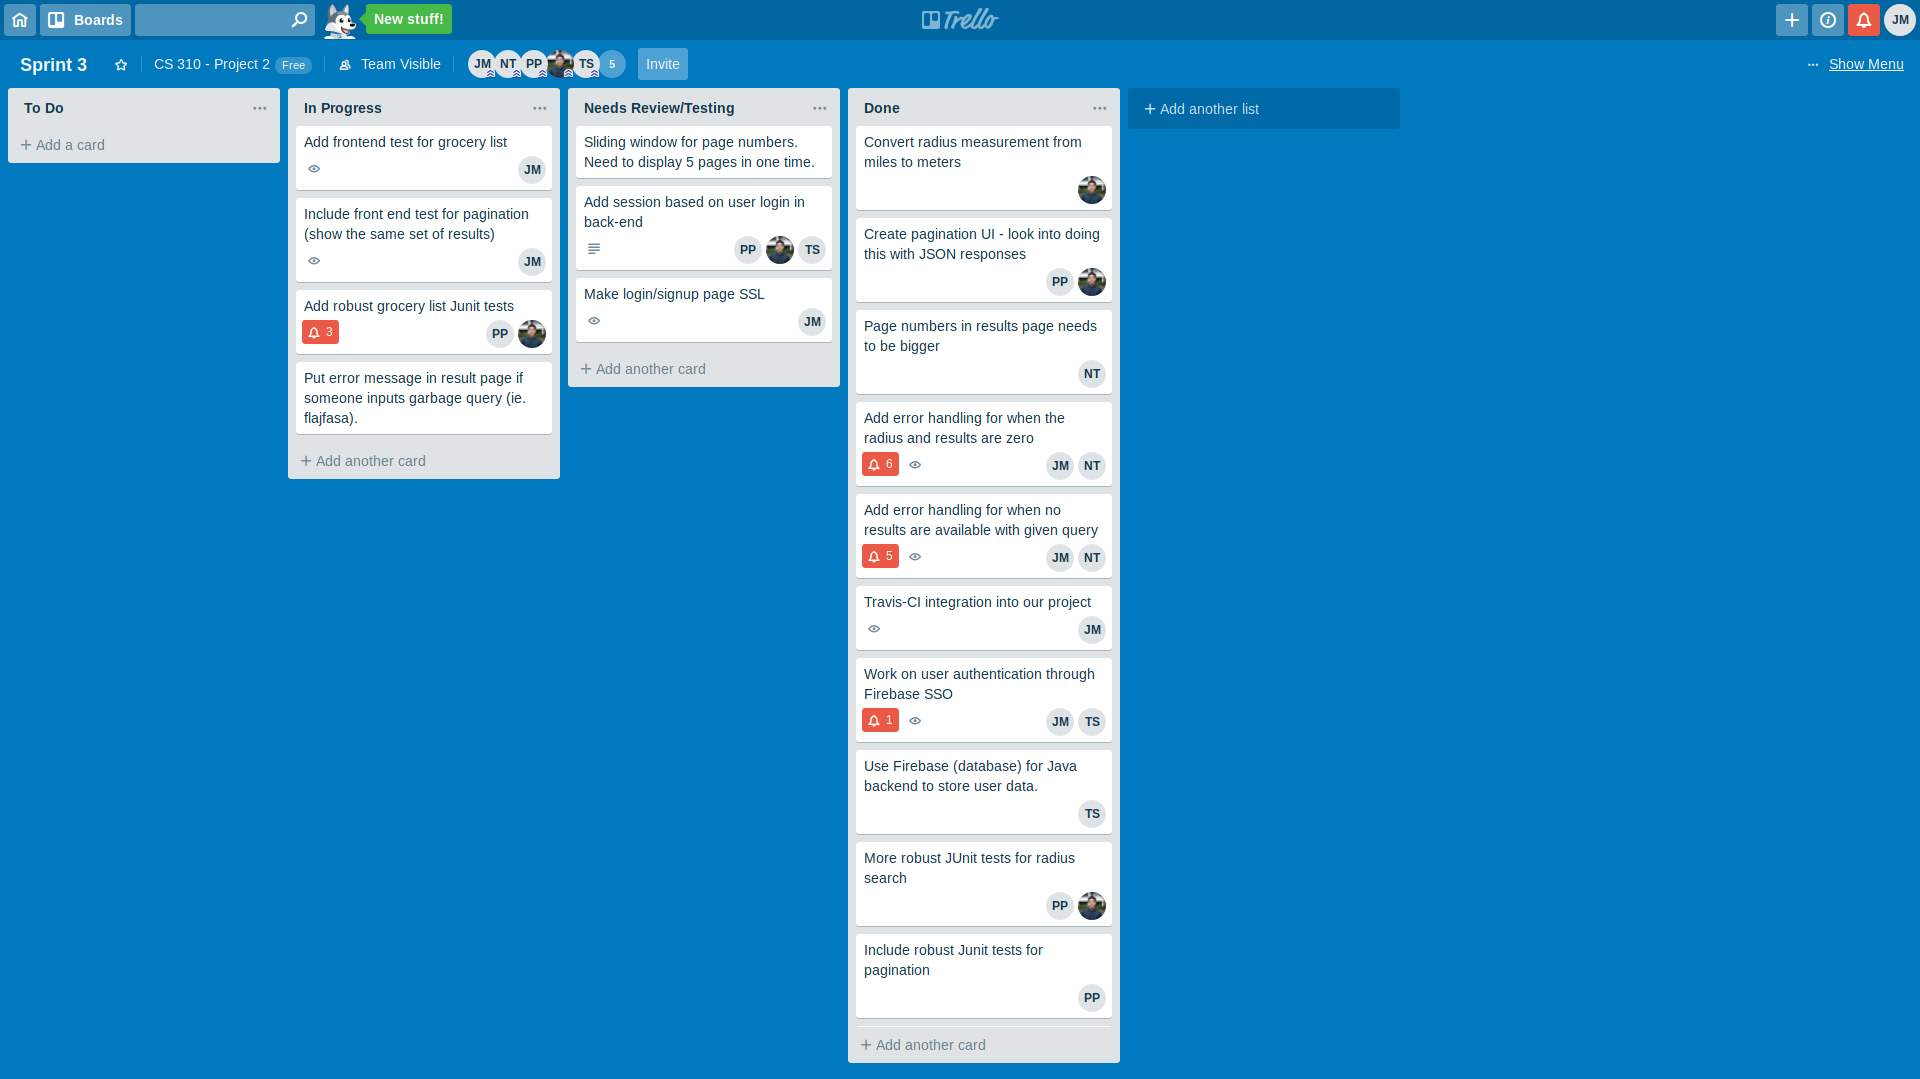 Boards
New stuff!
Trello
JM
Sprint 3
CS 310 - Project 2 Free
Team Visible
JM NT PP TS 5
Invite
Show Menu
To Do
Add a card
In Progress
Add frontend test for grocery list
JM
Include front end test for pagination
(show the same set of results)
JM
Add robust grocery list Junit tests
3 PP
Put error message in result page if
someone inputs garbage query (ie.
flajfasa).
Add another card
Needs Review/Testing
Sliding window for page numbers.
Need to display 5 pages in one time.
Add session based on user login in
back-end
PP TS
Make login/signup page SSL
JM
Add another card
Done
Convert radius measurement from
miles to meters
Create pagination UI - look into doing
this with JSON responses
PP
Page numbers in results page needs
to be bigger
NT
Add error handling for when the
radius and results are zero
6 JM NT
Add error handling for when no
results are available with given query
5 JM NT
Travis-CI integration into our project
JM
Work on user authentication through
Firebase SSO
1 JM TS
Use Firebase (database) for Java
backend to store user data.
TS
More robust JUnit tests for radius
search
PP
Include robust Junit tests for
pagination
PP
Add another card
Add another list